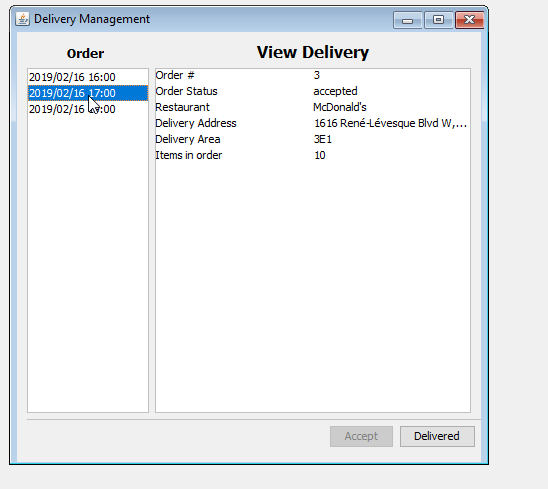 Delivery Management
Order
View Delivery
2019/02/16 16:00
2019/02/16 17:00
2019/02/16 :00
Order # 3
Order Status accepted
Restaurant McDonald's
Delivery Address 1616 René-Lévesque Blvd W,...
Delivery Area 3E1
Items in order 10
Accept
Delivered